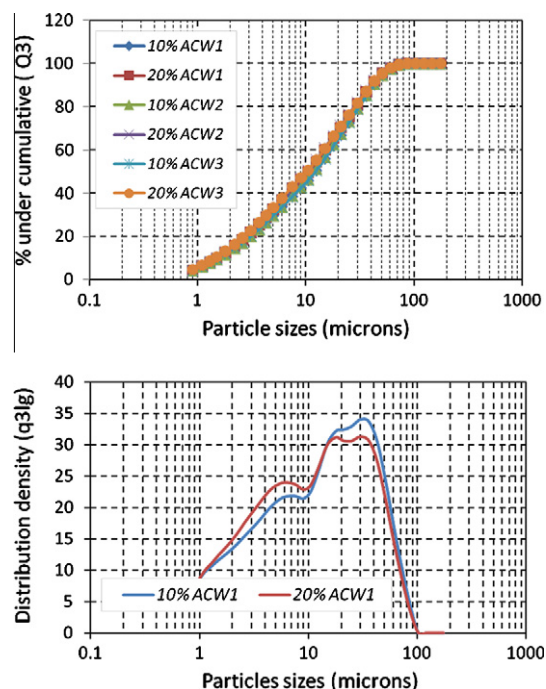 % under cumulative ( Q3)
120
100
80
60
40
20
0
10% ACW1
20% ACW1
10% ACW2
20% ACW2
10% ACW3
20% ACW3
0.1 1 10 100 1000
Particle sizes (microns)
Distribution density (q3lg)
40
35
30
25
20
15
10
5
0
10% ACW1 20% ACW1
0.1 1 10 100 1000
Particles sizes (microns)